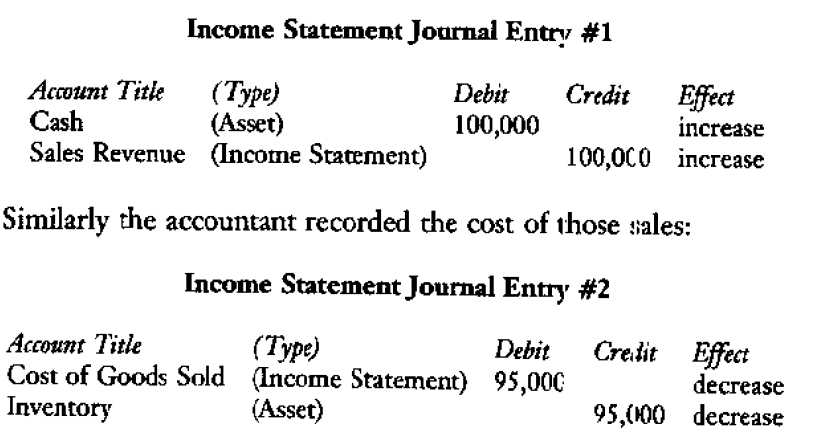 Income Statement Journal Entry #1
Account Title (Type) Debit Credit Effect
Cash (Asset) 100,000 increase
Sales Revenue (Income Statement) 100,000 increase
Similarly the accountant recorded the cost of those sales:
Income Statement Journal Entry #2
Account Title (Type) Debit Credit Effect
Cost of Goods Sold (Income Statement) 95,000 decrease
Inventory (Asset) 95,000 decrease